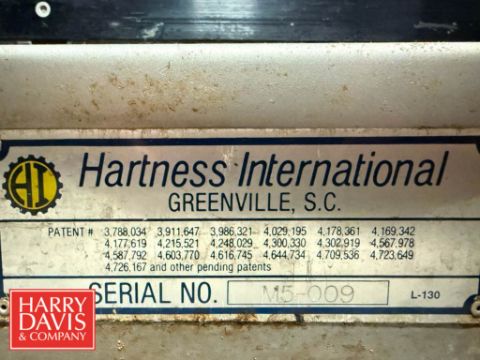 HI Hartness International
GREENVILLE, S.C.
PATENT # 3,788,034 3,911,647 3,986,321 4,029,195 4,178,361 4,169,342
4,177,619 4,215,521 4,248,029 4,300,330 4,302,919 4,567,978
4,587,792 4,603,770 4,616,745 4,644,734 4,709,536 4,723,649
4,726,167 and other pending patents
SERIAL NO. M5-009 L-130
HARRY
DAVIS
& COMPANY